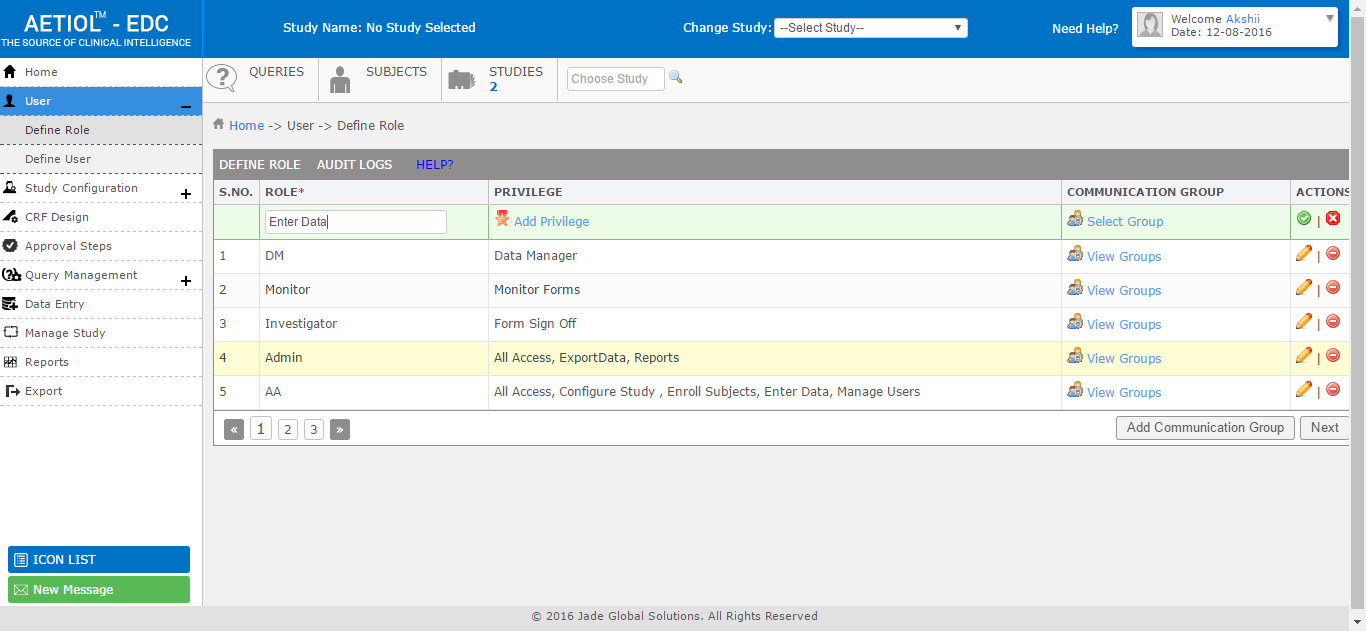 AETIOL™ - EDC
THE SOURCE OF CLINICAL INTELLIGENCE
Study Name: No Study Selected
Change Study: --Select Study--
Need Help?
Welcome Akshii
Date: 12-08-2016
Home
User
Define Role
Define User
Study Configuration
CRF Design
Approval Steps
Query Management
Data Entry
Manage Study
Reports
Export
ICON LIST
New Message
QUERIES
SUBJECTS
STUDIES
2
Choose Study
Home -> User -> Define Role
DEFINE ROLE AUDIT LOGS HELP?
S.NO. ROLE* PRIVILEGE COMMUNICATION GROUP ACTIONS
Enter Data Add Privilege Select Group |
1 DM Data Manager View Groups |
2 Monitor Monitor Forms View Groups |
3 Investigator Form Sign Off View Groups |
4 Admin All Access, ExportData, Reports View Groups |
5 AA All Access, Configure Study , Enroll Subjects, Enter Data, Manage Users View Groups |
« 1 2 3 » Add Communication Group Next
© 2016 Jade Global Solutions. All Rights Reserved